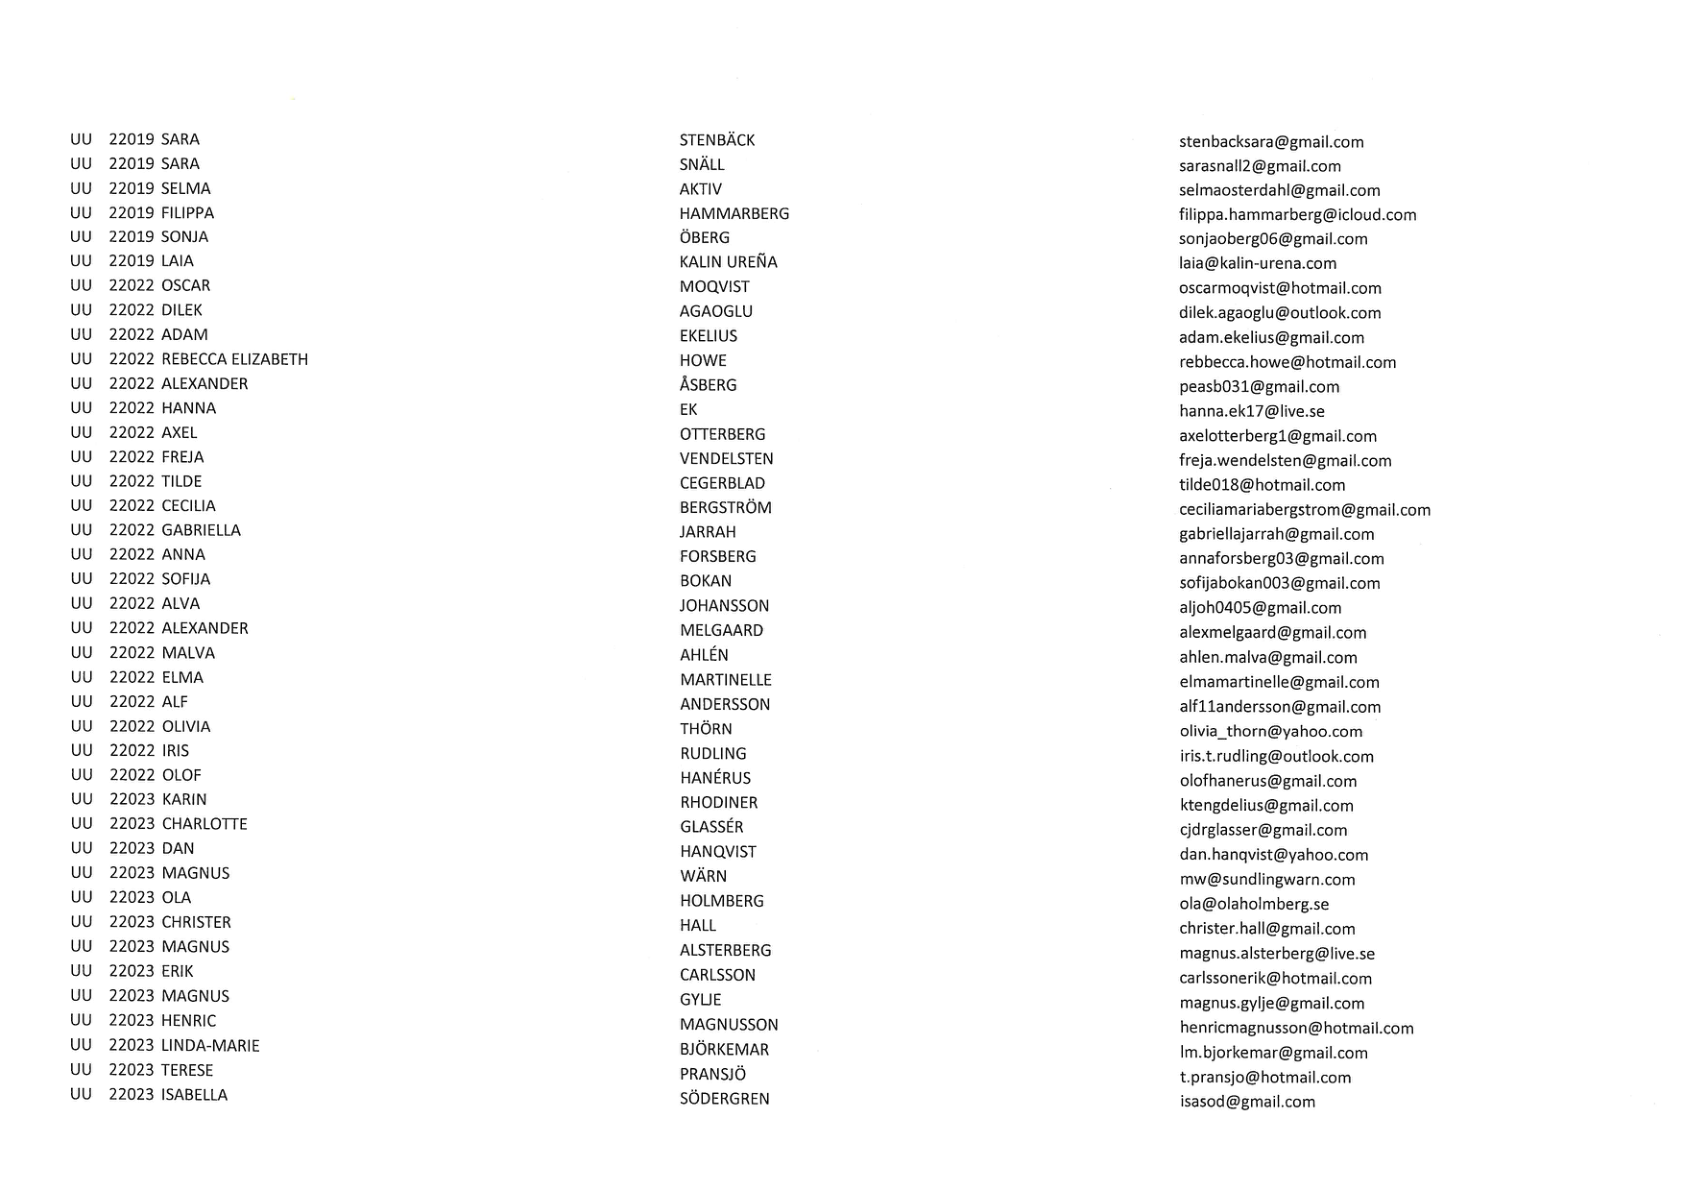 UU 22019 SARA STENBÄCK stenbacksara@gmail.com
UU 22019 SARA SNÄLL sarasnall2@gmail.com
UU 22019 SELMA AKTIV selmaosterdahl@gmail.com
UU 22019 FILIPPA HAMMARBERG filippa.hammarberg@icloud.com
UU 22019 SONJA ÖBERG sonjaoberg06@gmail.com
UU 22019 LAIA KALIN UREÑA laia@kalin-urena.com
UU 22022 OSCAR MOQVIST oscarmoqvist@hotmail.com
UU 22022 DILEK AGAOGLU dilek.agaoglu@outlook.com
UU 22022 ADAM EKELIUS adam.ekelius@gmail.com
UU 22022 REBECCA ELIZABETH HOWE rebbecca.howe@hotmail.com
UU 22022 ALEXANDER ÅSBERG peasb031@gmail.com
UU 22022 HANNA EK hanna.ek17@live.se
UU 22022 AXEL OTTERBERG axelotterberg1@gmail.com
UU 22022 FREJA VENDELSTEN freja.wendelsten@gmail.com
UU 22022 TILDE CEGERBLAD tilde018@hotmail.com
UU 22022 CECILIA BERGSTRÖM ceciliamariabergstrom@gmail.com
UU 22022 GABRIELLA JARRAH gabriellajarrah@gmail.com
UU 22022 ANNA FORSBERG annaforsberg03@gmail.com
UU 22022 SOFIJA BOKAN sofijabokan003@gmail.com
UU 22022 ALVA JOHANSSON aljoh0405@gmail.com
UU 22022 ALEXANDER MELGAARD alexmelgaard@gmail.com
UU 22022 MALVA AHLÉN ahlen.malva@gmail.com
UU 22022 ELMA MARTINELLE elmamartinelle@gmail.com
UU 22022 ALF ANDERSSON alf11andersson@gmail.com
UU 22022 OLIVIA THÖRN olivia_thorn@yahoo.com
UU 22022 IRIS RUDLING iris.t.rudling@outlook.com
UU 22022 OLOF HANÉRUS olofhanerus@gmail.com
UU 22023 KARIN RHODINER ktengdelius@gmail.com
UU 22023 CHARLOTTE GLASSÉR cjdrglasser@gmail.com
UU 22023 DAN HANQVIST dan.hanqvist@yahoo.com
UU 22023 MAGNUS WÄRN mw@sundlingwarn.com
UU 22023 OLA HOLMBERG ola@olaholmberg.se
UU 22023 CHRISTER HALL christer.hall@gmail.com
UU 22023 MAGNUS ALSTERBERG magnus.alsterberg@live.se
UU 22023 ERIK CARLSSON carlssonerik@hotmail.com
UU 22023 MAGNUS GYLJE magnus.gylje@gmail.com
UU 22023 HENRIC MAGNUSSON henricmagnusson@hotmail.com
UU 22023 LINDA-MARIE BJÖRKEMAR lm.bjorkemar@gmail.com
UU 22023 TERESE PRANSJÖ t.pransjo@hotmail.com
UU 22023 ISABELLA SÖDERGREN isasod@gmail.com